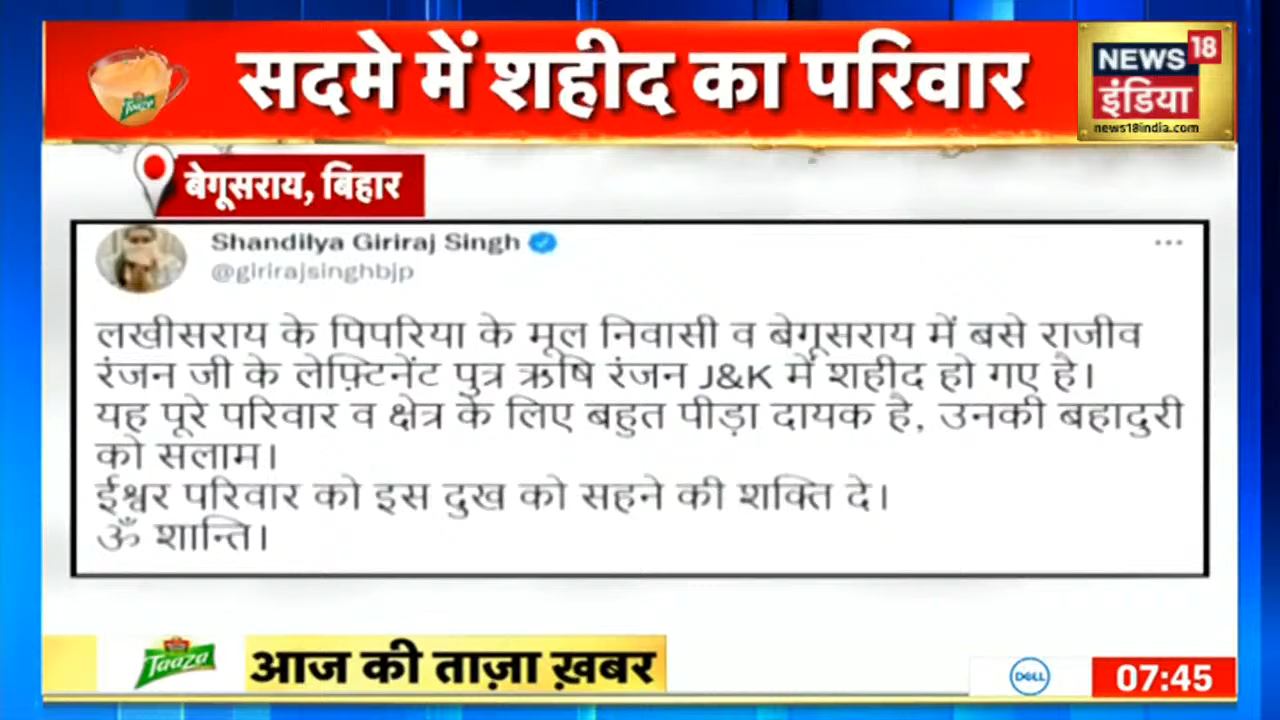 सदमे में शहीद का परिवार
Taaza
NEWS 18
इंडिया
news18india.com
बेगूसराय, बिहार
Shandilya Giriraj Singh
@girirajsinghbjp
लखीसराय के पिपरिया के मूल निवासी व बेगूसराय में बसे राजीव
रंजन जी के लेफ़्टिनेंट पुत्र ऋषि रंजन J&K में शहीद हो गए है।
यह पूरे परिवार व क्षेत्र के लिए बहुत पीड़ा दायक है, उनकी बहादुरी
को सलाम।
ईश्वर परिवार को इस दुख को सहने की शक्ति दे।
ॐ शान्ति।
Taaza
आज की ताज़ा ख़बर
DELL
07:45